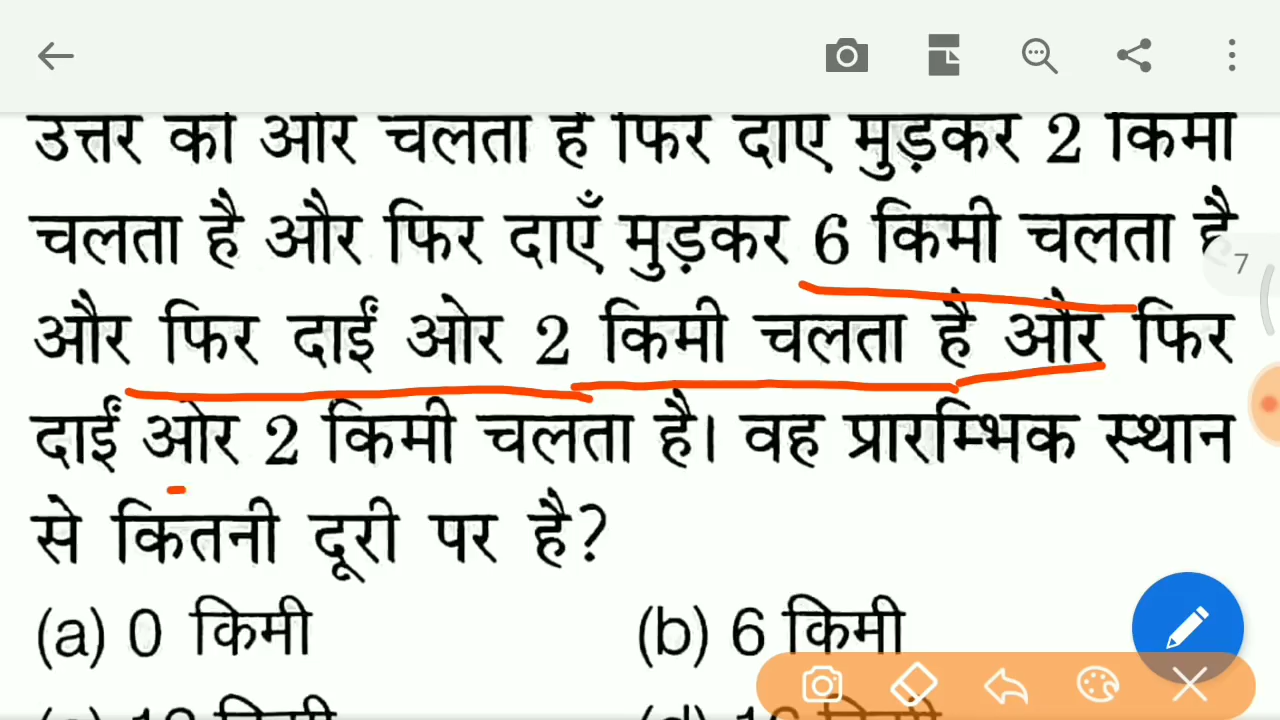 उत्तर की ओर चलता है फिर दाएँ मुड़कर 2 किमी
चलता है और फिर दाएँ मुड़कर 6 किमी चलता है
7
और फिर दाईं ओर 2 किमी चलता है और फिर
दाईं ओर 2 किमी चलता है। वह प्रारम्भिक स्थान
से कितनी दूरी पर है?
(a) 0 किमी (b) 6 किमी
किमी किमी